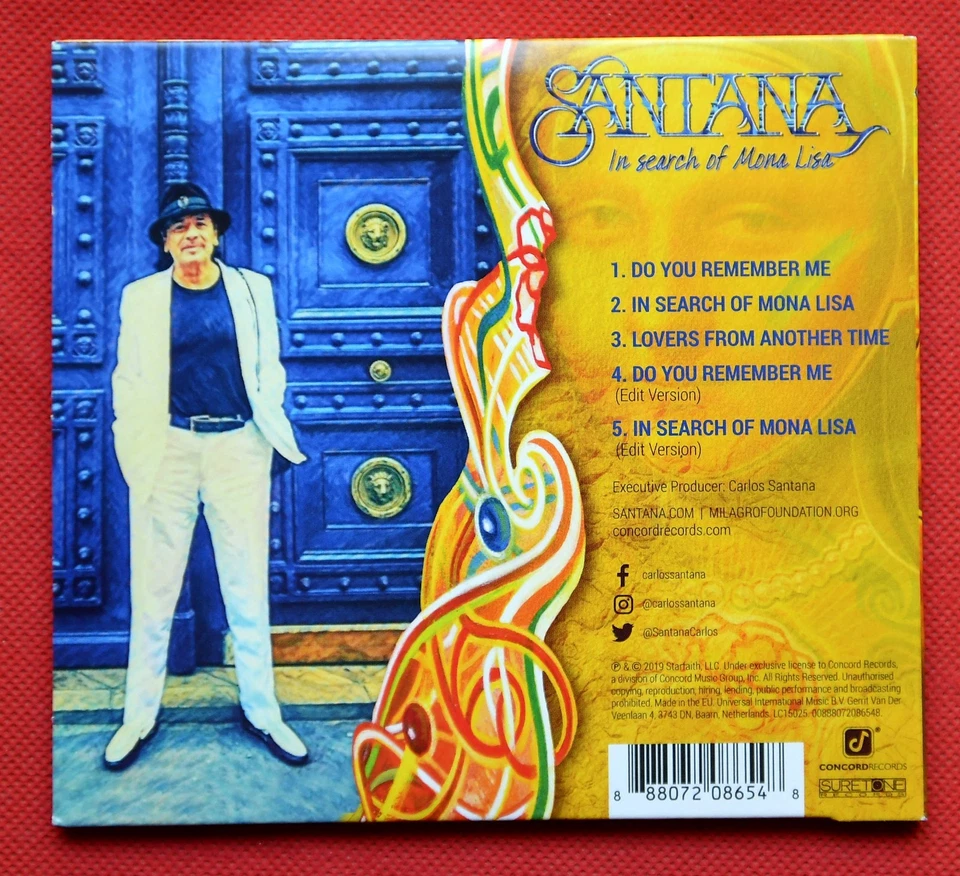 SANTANA
In search of Mona Lisa
1. DO YOU REMEMBER ME
2. IN SEARCH OF MONA LISA
3. LOVERS FROM ANOTHER TIME
4. DO YOU REMEMBER ME
(Edit Version)
5. IN SEARCH OF MONA LISA
(Edit Version)
Executive Producer: Carlos Santana
SANTANA.COM | MILAGROFOUNDATION.ORG
concordrecords.com
carlossantana
@carlossantana
@SantanaCarlos
℗ & © 2019 Starfaith, LLC. Under exclusive license to Concord Records,
a division of Concord Music Group, Inc. All Rights Reserved. Unauthorised
copying, reproduction, hiring, lending, public performance and broadcasting
prohibited. Made in the EU. Universal International Music B.V. Gerrit Van Der
Veenlaan 4, 3743 DN, Baarn, Netherlands. LC15025. 00888072086548.
CONCORDRECORDS
8 88072 08654 8
SURETONE
RECORDS